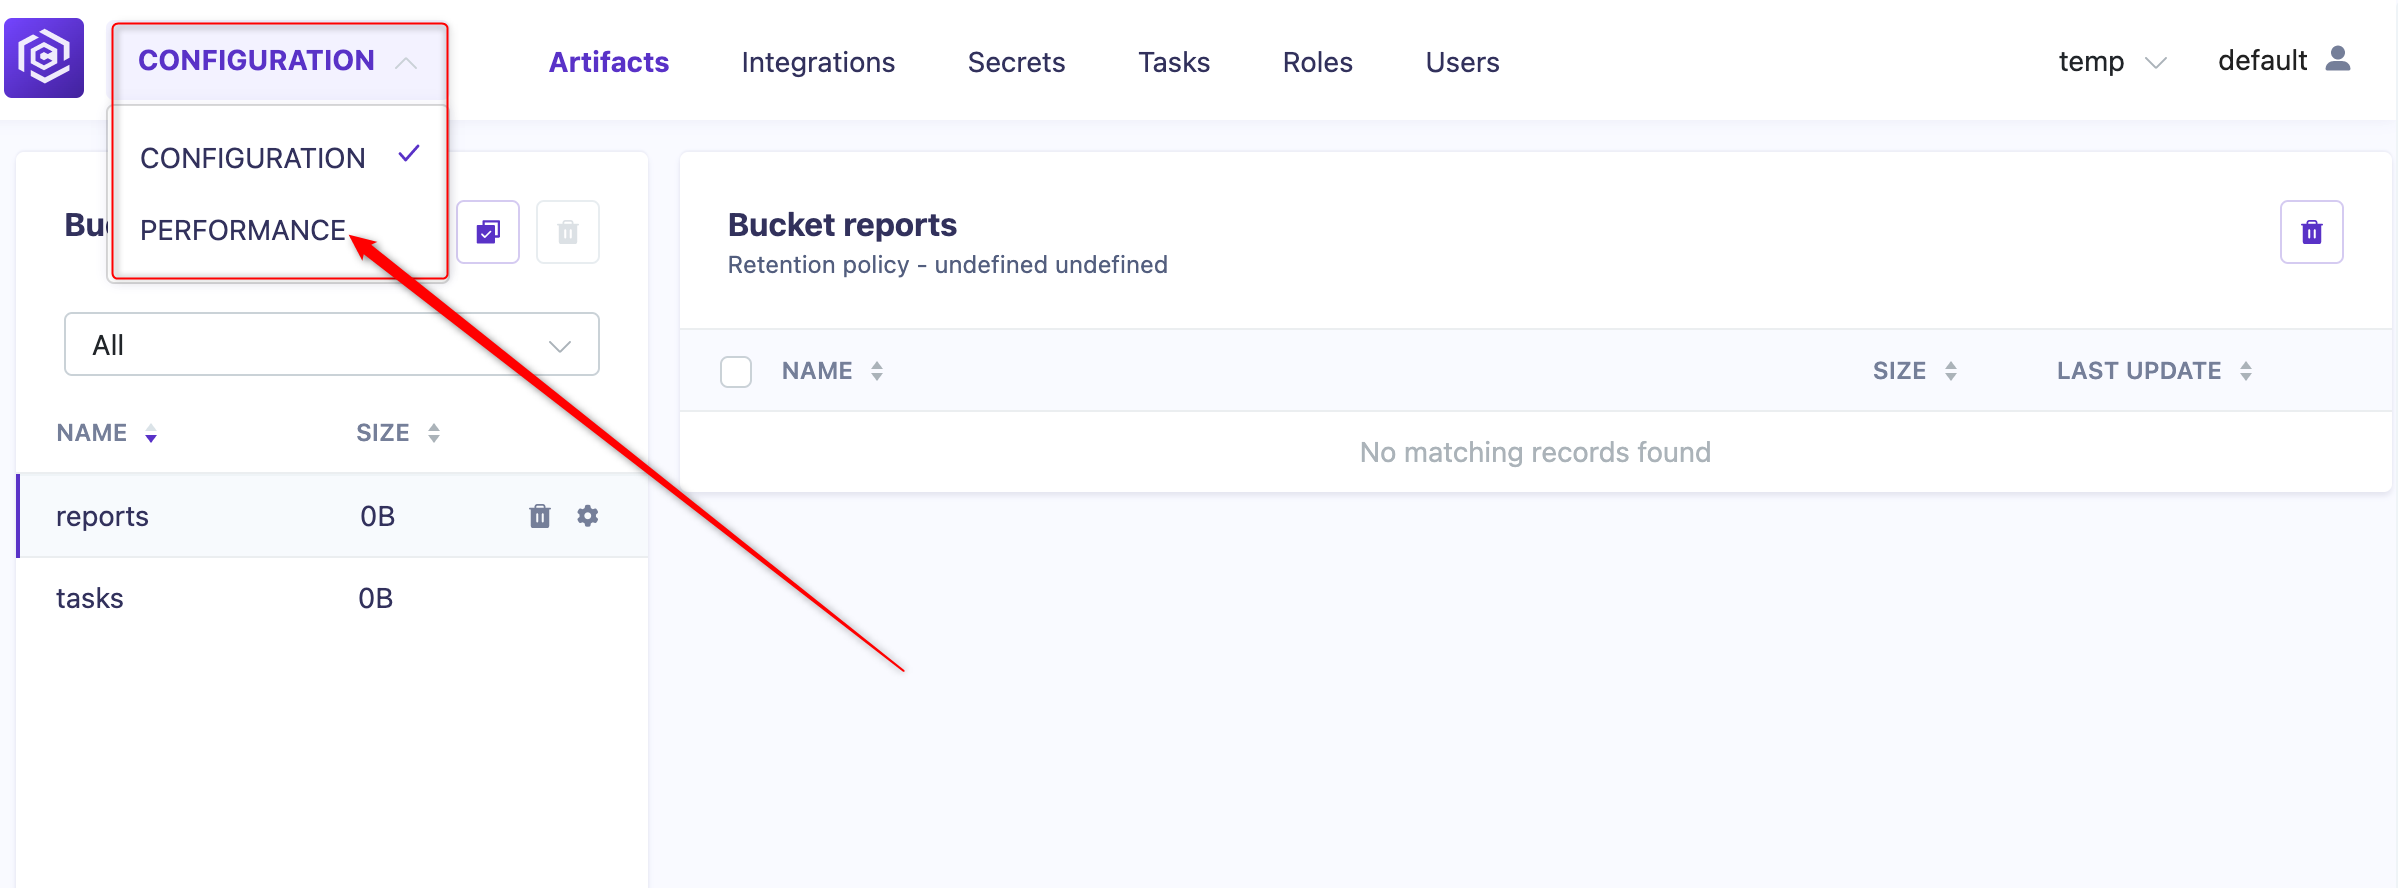 CONFIGURATION
Artifacts
Integrations
Secrets
Tasks
Roles
Users
temp
default
CONFIGURATION
PERFORMANCE
All
NAME
SIZE
reports
0B
tasks
0B
Bucket reports
Retention policy - undefined undefined
NAME
SIZE
LAST UPDATE
No matching records found